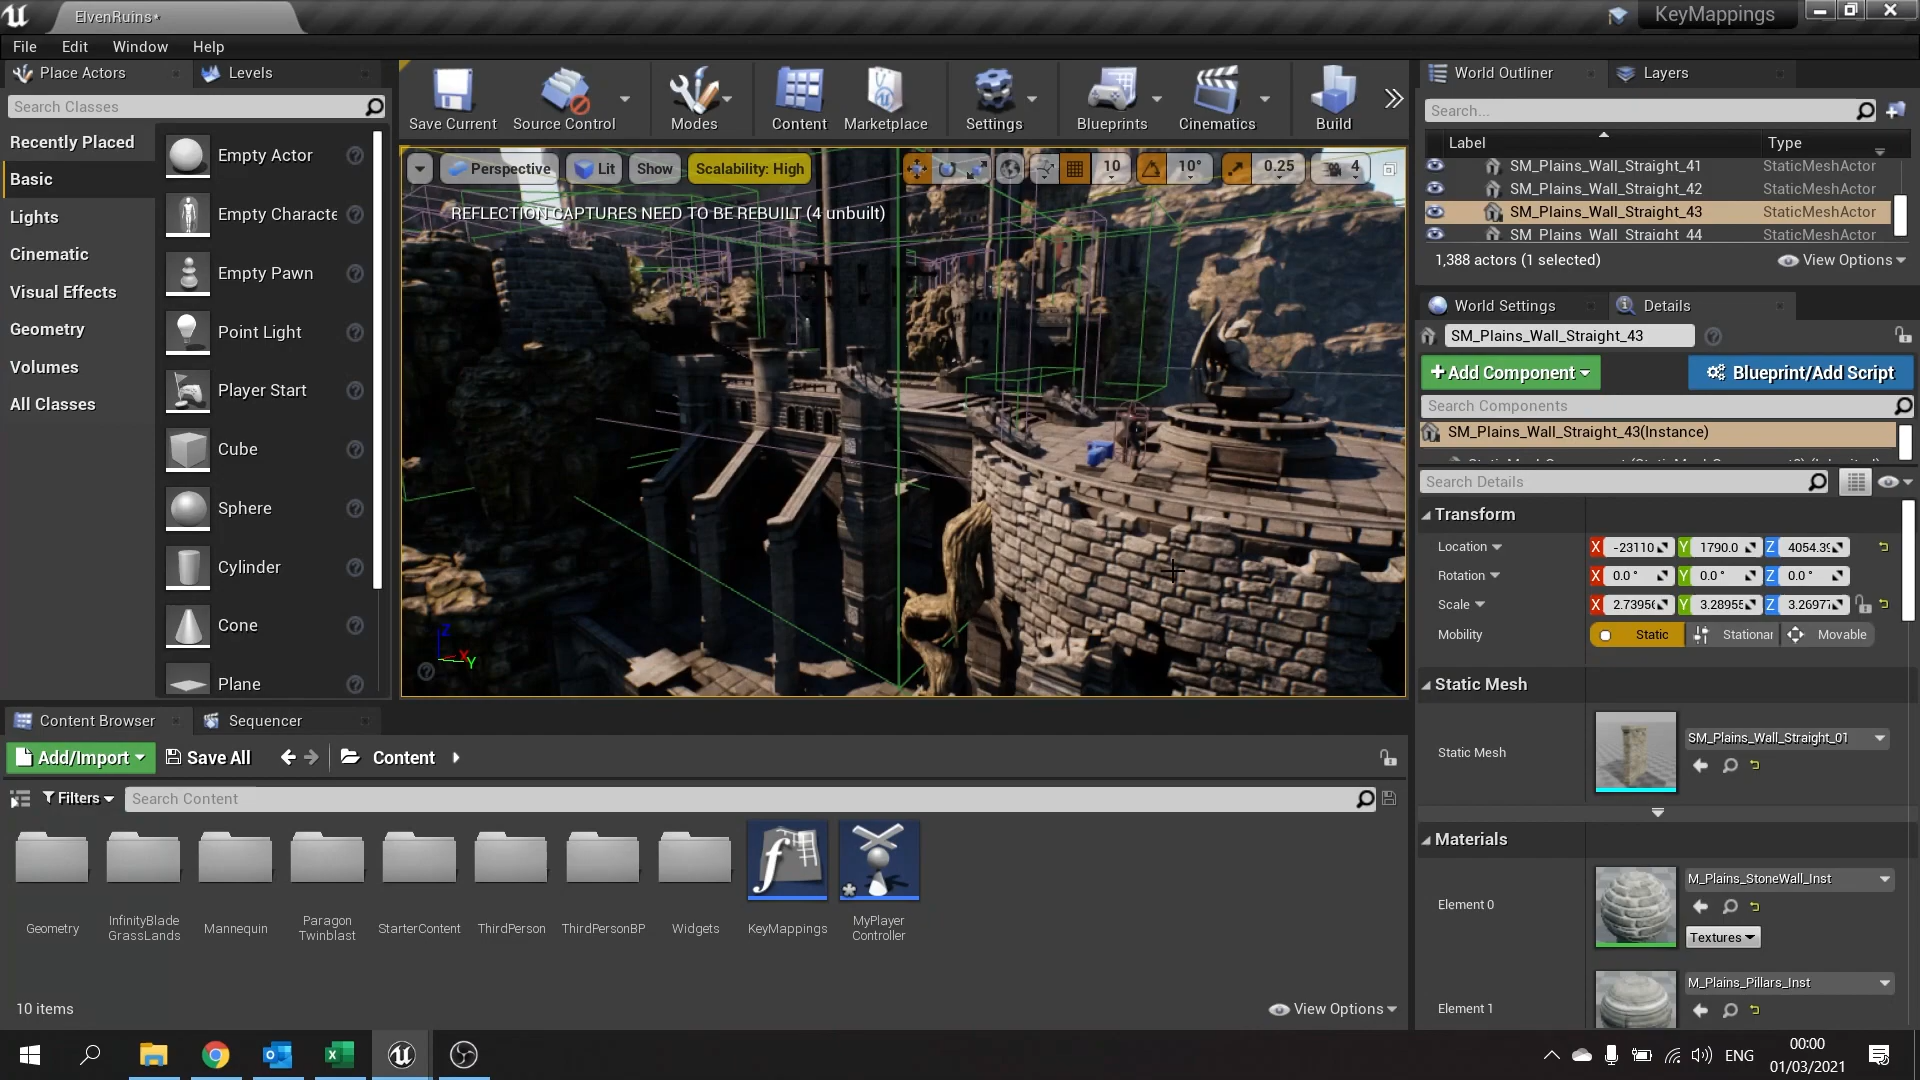 ElvenRuins*
KeyMappings
File Edit Window Help
Place Actors Levels
Search Classes
Recently Placed
Basic
Lights
Cinematic
Visual Effects
Geometry
Volumes
All Classes
Empty Actor
Empty Characte
Empty Pawn
Point Light
Player Start
Cube
Sphere
Cylinder
Cone
Plane
Save Current Source Control Modes Content Marketplace Settings Blueprints Cinematics Build
Perspective Lit Show Scalability: High 10 10° 0.25 4
REFLECTION CAPTURES NEED TO BE REBUILT (4 unbuilt)
Z X Y
World Outliner Layers
Search...
Label Type
SM_Plains_Wall_Straight_41 StaticMeshActor
SM_Plains_Wall_Straight_42 StaticMeshActor
SM_Plains_Wall_Straight_43 StaticMeshActor
SM_Plains_Wall_Straight_44 StaticMeshActor
1,388 actors (1 selected) View Options
World Settings Details
SM_Plains_Wall_Straight_43
+Add Component Blueprint/Add Script
Search Components
SM_Plains_Wall_Straight_43(Instance)
Search Details
Transform
Location X -23110 Y 1790.0 Z 4054.39
Rotation X 0.0 ° Y 0.0 ° Z 0.0 °
Scale X 2.73956 Y 3.28955 Z 3.26977
Mobility Static Stationar Movable
Static Mesh
Static Mesh SM_Plains_Wall_Straight_01
Materials
Element 0 M_Plains_StoneWall_Inst
Textures
Element 1 M_Plains_Pillars_Inst
Content Browser Sequencer
Add/Import Save All Content
Filters Search Content
Geometry
InfinityBlade
GrassLands
Mannequin
Paragon
Twinblast
StarterContent
ThirdPerson
ThirdPersonBP
Widgets
KeyMappings
MyPlayer
Controller
10 items View Options
ENG
00:00
01/03/2021